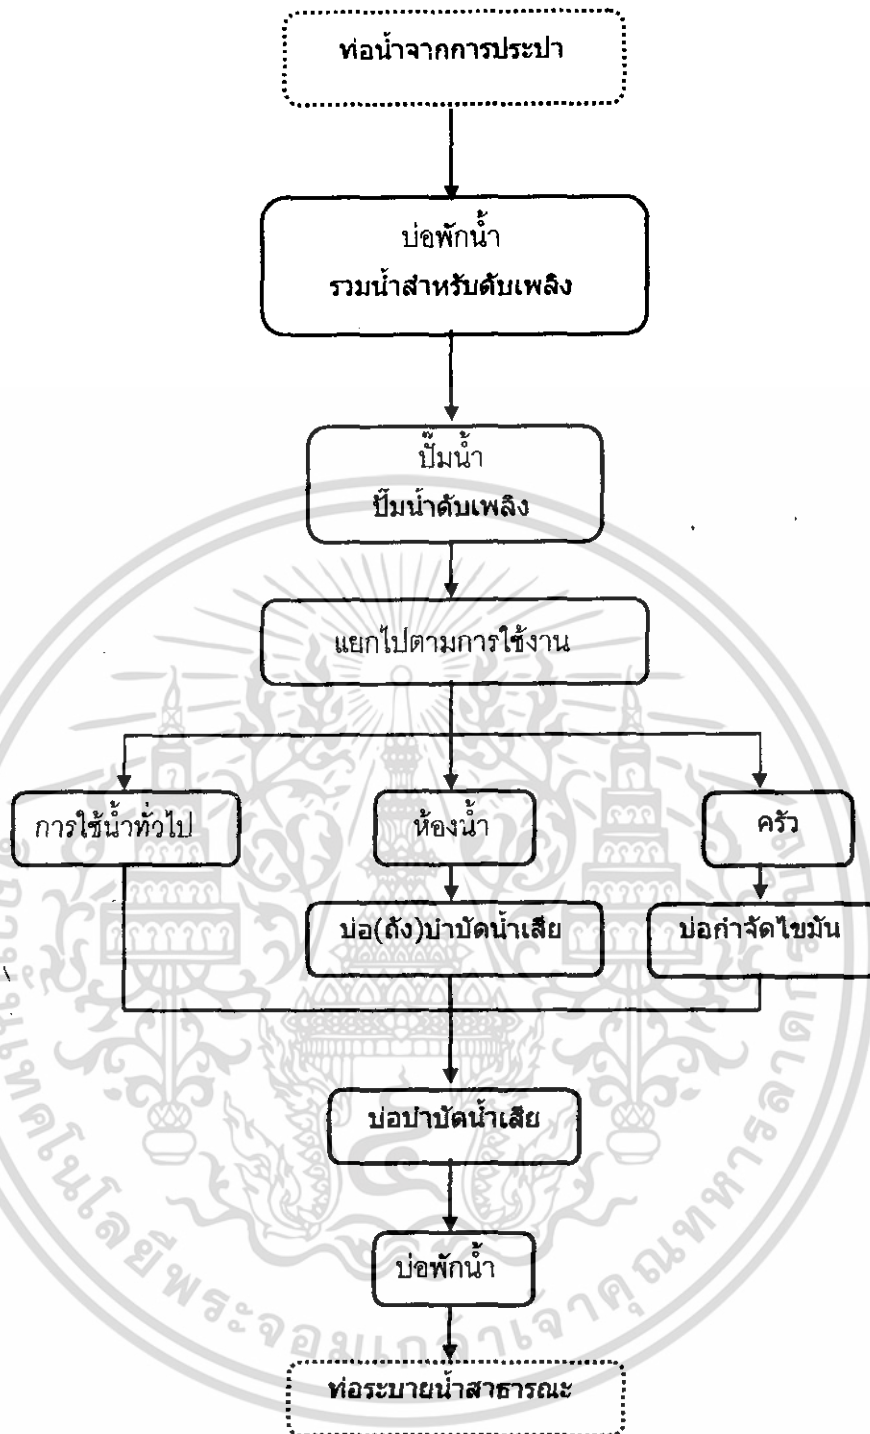 ท่อน้ำจากการประปา
บ่อพักน้ำ
รวมน้ำสำหรับดับเพลิง
ปั๊มน้ำ
ปั๊มน้ำดับเพลิง
แยกไปตามการใช้งาน
การใช้น้ำทั่วไป
ห้องน้ำ
ครัว
บ่อ(ถัง)บำบัดน้ำเสีย
บ่อกำจัดไขมัน
บ่อบำบัดน้ำเสีย
บ่อพักน้ำ
ท่อระบายน้ำสาธารณะ